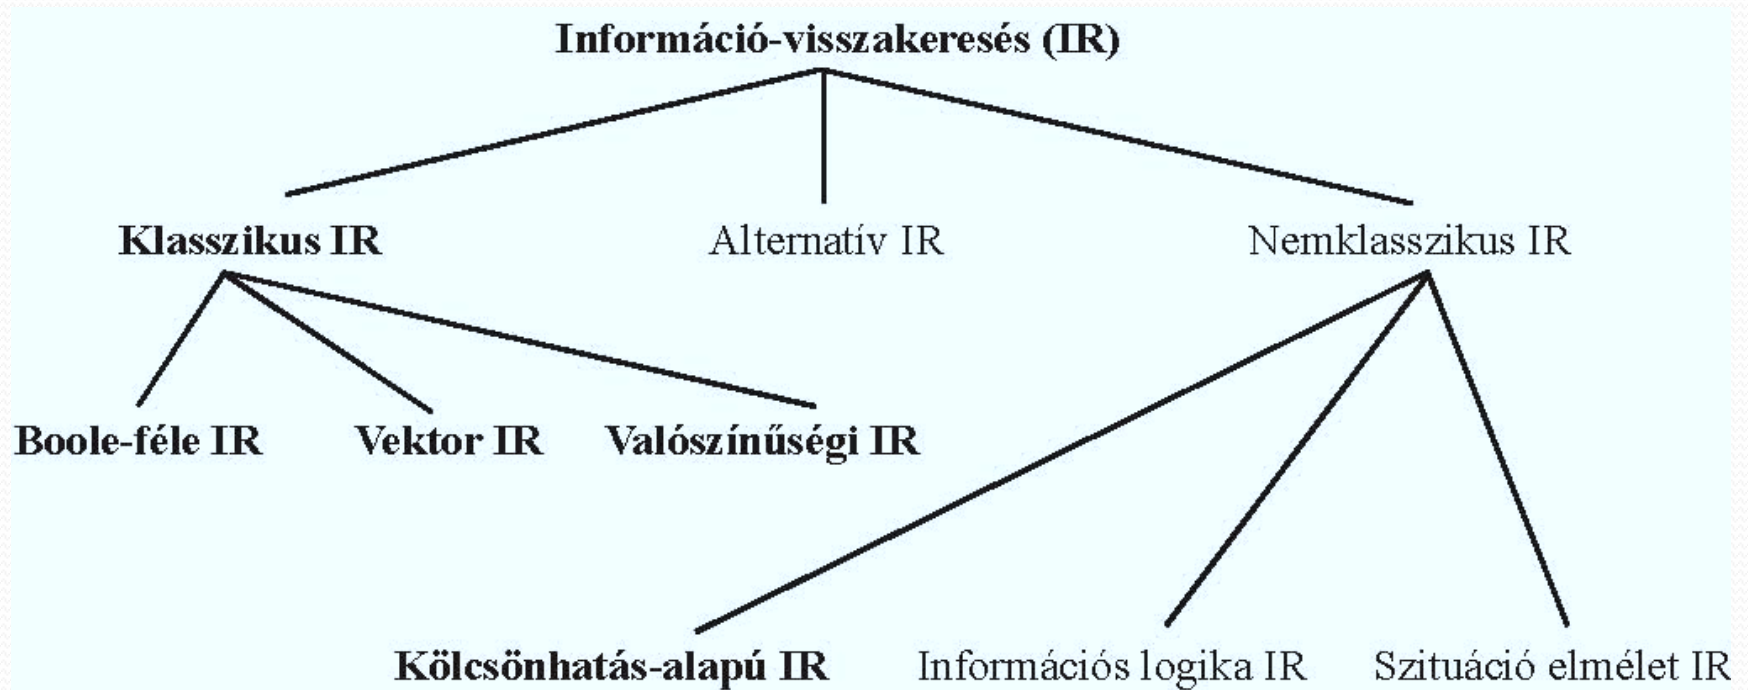 Információ-visszakeresés (IR)
Klasszikus IR
Alternatív IR
Nemklasszikus IR
Boole-féle IR
Vektor IR
Valószínűségi IR
Kölcsönhatás-alapú IR
Információs logika IR
Szituáció elmélet IR